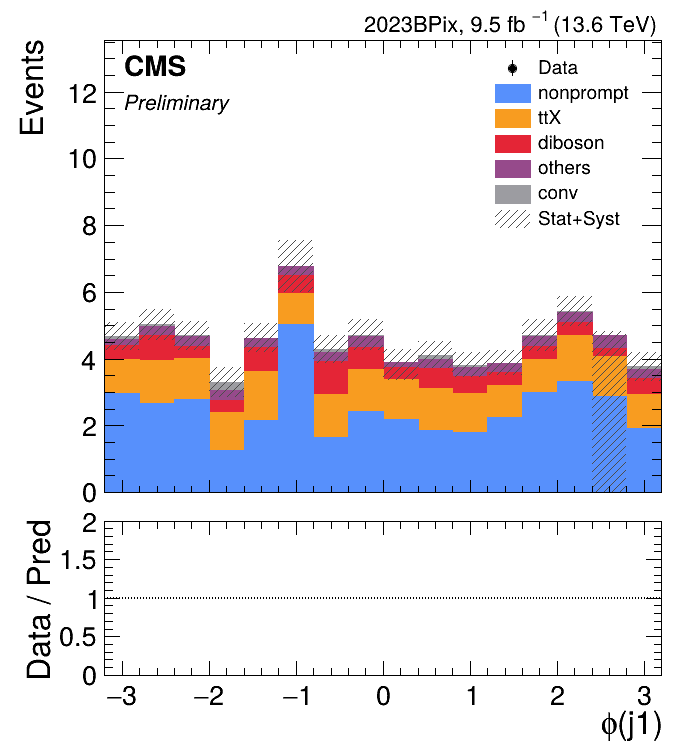 2023BPix, 9.5 fb⁻¹ (13.6 TeV)
CMS
Preliminary
Events
Data
nonprompt
ttX
diboson
others
conv
Stat+Syst
12
10
8
6
4
2
0
Data / Pred
2
1.5
1
0.5
0
−3 −2 −1 0 1 2 3
ϕ(j1)